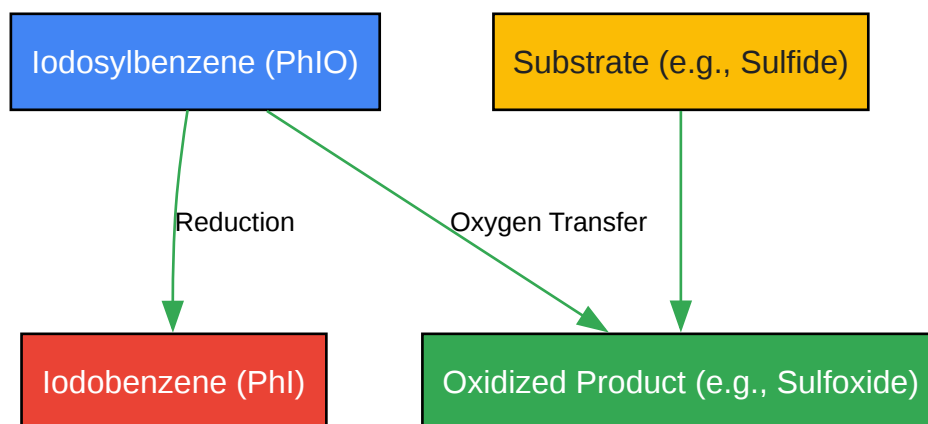 Iodosylbenzene (PhIO)
Substrate (e.g., Sulfide)
Reduction
Oxygen Transfer
Iodobenzene (PhI)
Oxidized Product (e.g., Sulfoxide)